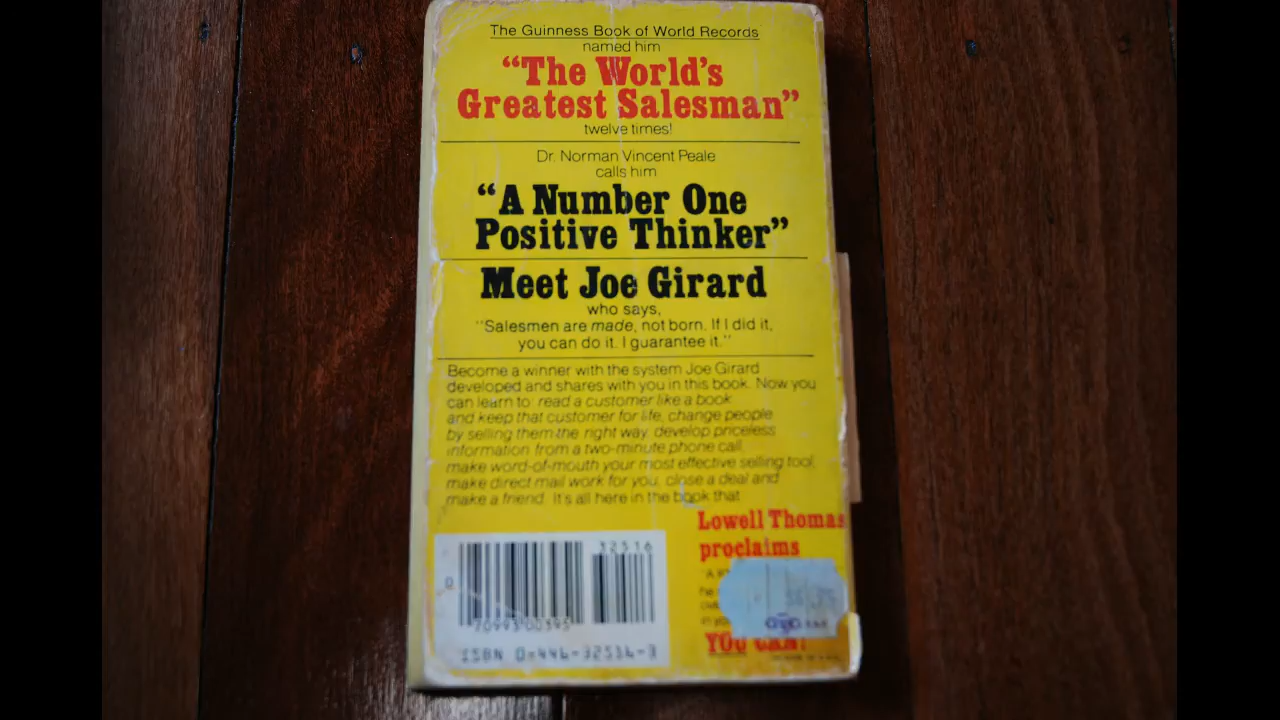 The Guinness Book of World Records
named him
"The World's
Greatest Salesman"
twelve times!
Dr. Norman Vincent Peale
calls him
"A Number One
Positive Thinker"
Meet Joe Girard
who says,
"Salesmen are made, not born. If I did it,
you can do it. I guarantee it."
Become a winner with the system Joe Girard
developed and shares with you in this book. Now you
can learn to: read a customer like a book
and keep that customer for life, change people
by selling them the right way, develop priceless
information from a two-minute phone call,
make word-of-mouth your most effective selling tool,
make direct mail work for you, close a deal and
make a friend. It's all here in the book that
Lowell Thomas
proclaims
YOU CAN!
32516
0
70993 00395
ISBN 0-446-32516-3